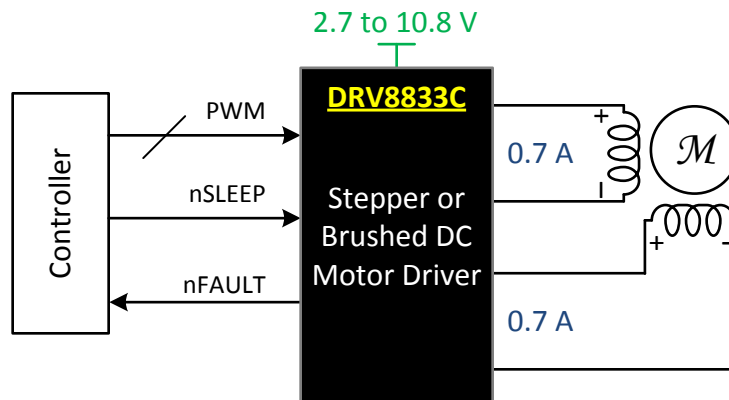 2.7 to 10.8 V
DRV8833C
Controller
PWM
nSLEEP
nFAULT
Stepper or
Brushed DC
Motor Driver
0.7 A
0.7 A
+
–
M
+
-